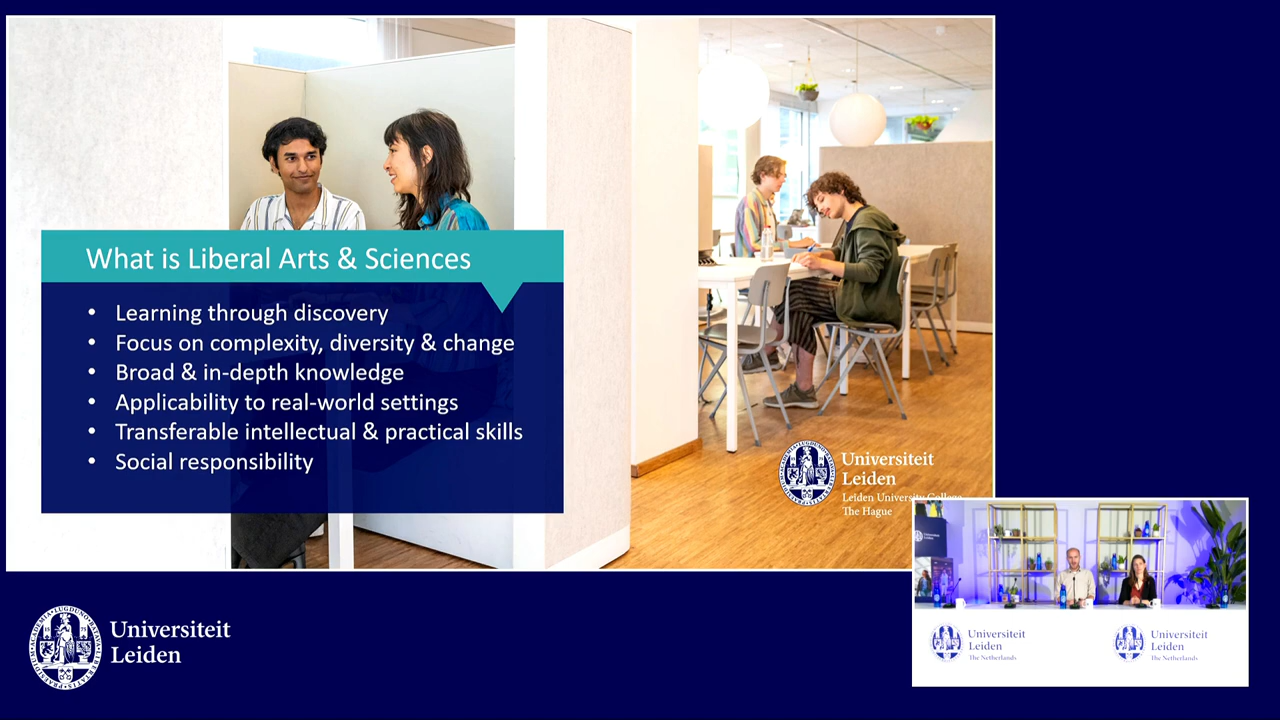 What is Liberal Arts & Sciences
• Learning through discovery
• Focus on complexity, diversity & change
• Broad & in-depth knowledge
• Applicability to real-world settings
• Transferable intellectual & practical skills
• Social responsibility
Universiteit
Leiden
Leiden University College
The Hague
Universiteit
Leiden
The Netherlands
Universiteit
Leiden
The Netherlands
Universiteit
Leiden